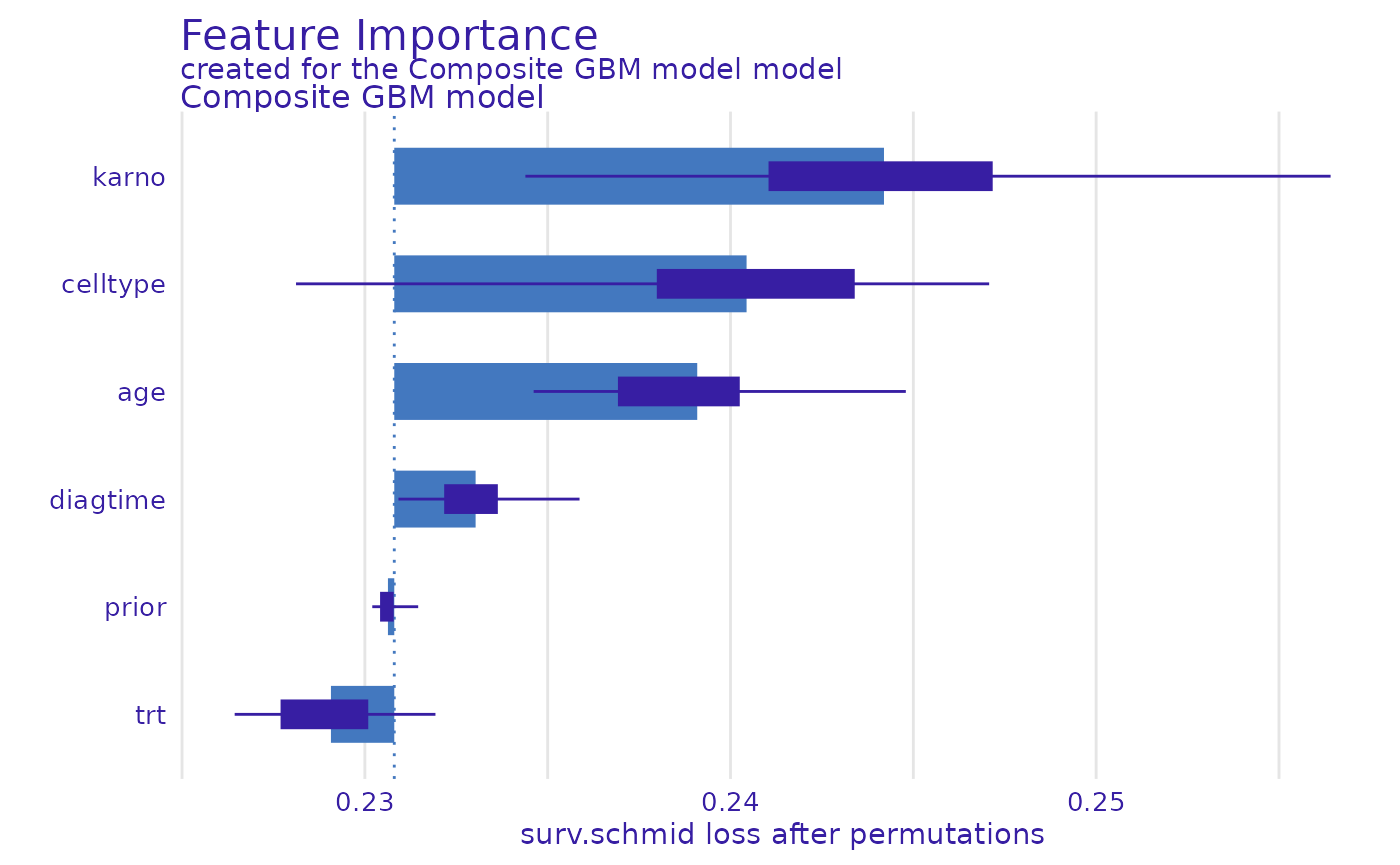 Feature Importance
created for the Composite GBM model model
Composite GBM model
karno
celltype
age
diagtime
prior
trt
0.23
0.24
0.25
surv.schmid loss after permutations